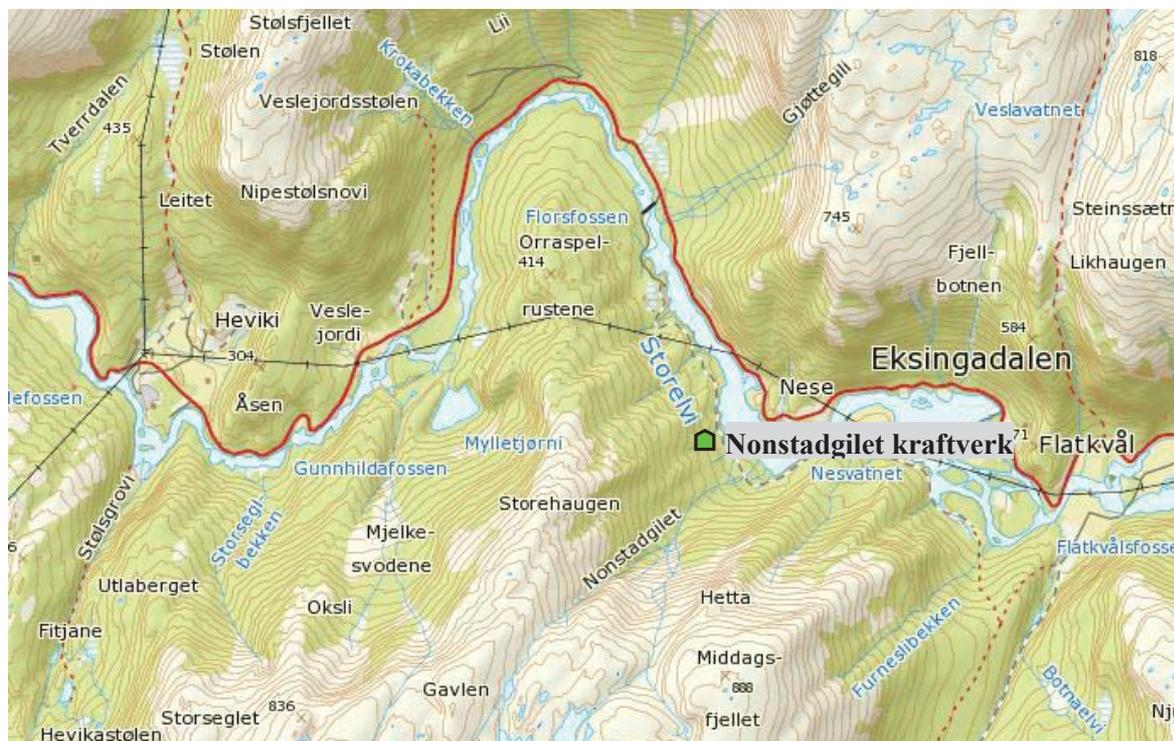 Stølsfjellet
Lii
Stølen
Krokabekken
818
Veslejordsstølen
Gjøttegili
Veslavatnet
Tverrdalen
435
Leitet
Nipestølsnovi
Florsfossen
745
Steinssætr
Orraspel-
414
Fjell-
botnen
Likhaugen
Heviki
Vesle-
jordi
rustene
584
304
Storelvi
Eksingadalen
lefossen
Åsen
Nese
Mylletjørni
Nonstadgilet kraftverk
71
Flatkvål
Gunnhildafossen
Nesvatnet
Stølsgrovi
Storsegl-
bekken
Storehaugen
Mjelke-
svodene
Nonstadgilet
6
Flatkvålsfosse
Utlaberget
Oksli
Hetta
Furneslibekken
Fitjane
Middags-
888
fjellet
Botnaelvi
Gavlen
836
Storseglet
Nju
Hevikastølen